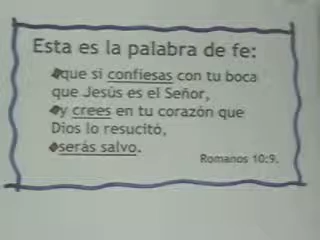 Esta es la palabra de fe:
que si confiesas con tu boca
que Jesús es el Señor,
y crees en tu corazón que
Dios lo resucitó,
serás salvo.
Romanos 10:9.